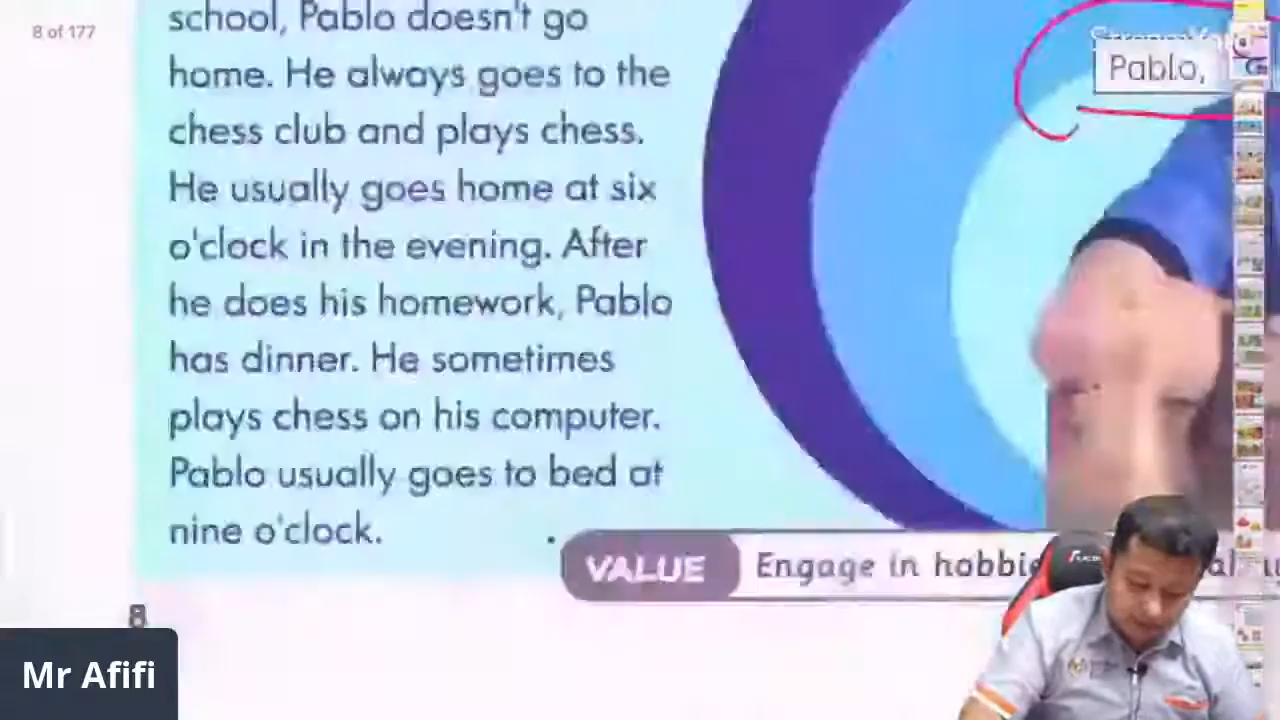 8 of 177
school, Pablo doesn't go
home. He always goes to the
chess club and plays chess.
He usually goes home at six
o'clock in the evening. After
he does his homework, Pablo
has dinner. He sometimes
plays chess on his computer.
Pablo usually goes to bed at
nine o'clock.
StreamYard
Pablo,
VALUE Engage in
8
Mr Afifi